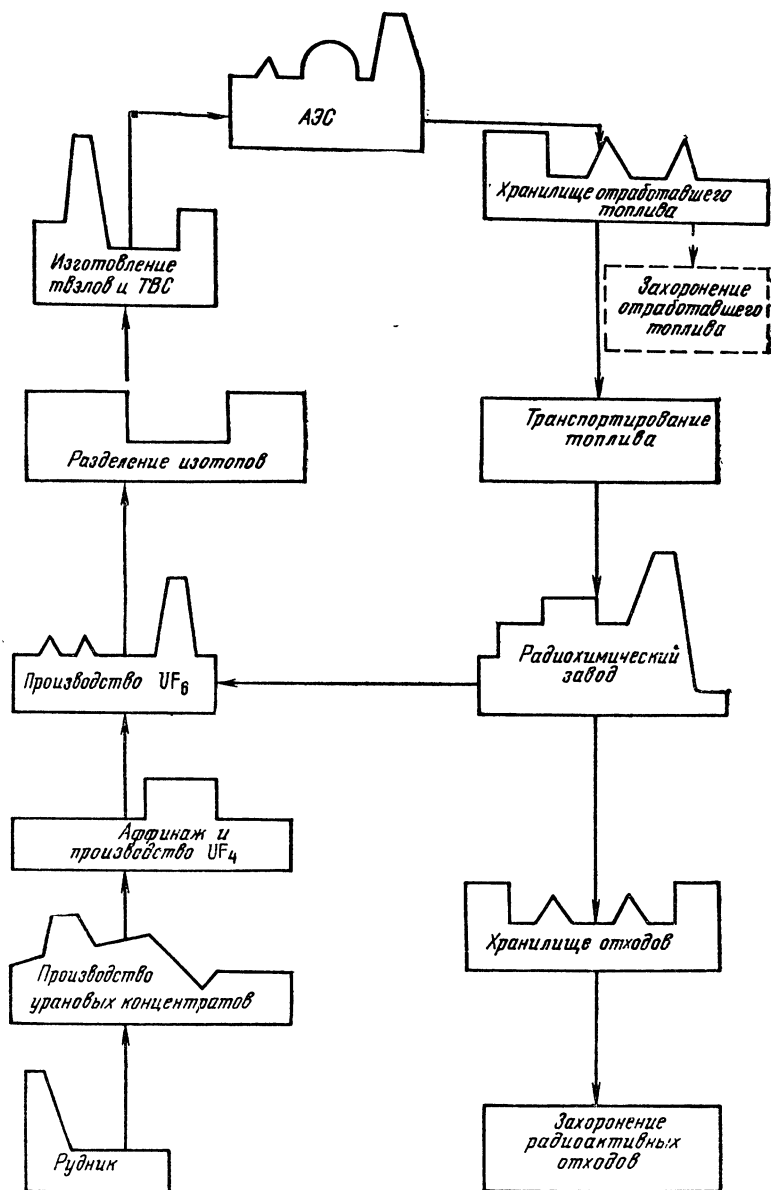 АЭС
Хранилище отработавшего
топлива
Изготовление
твэлов и ТВС
Захоронение
отработавшего
топлива
Транспортирование
топлива
Разделение изотопов
Радиохимический
завод
Производство UF6
Аффинаж и
производство UF4
Хранилище отходов
Производство
урановых концентратов
Захоронение
радиоактивных
отходов
Рудник